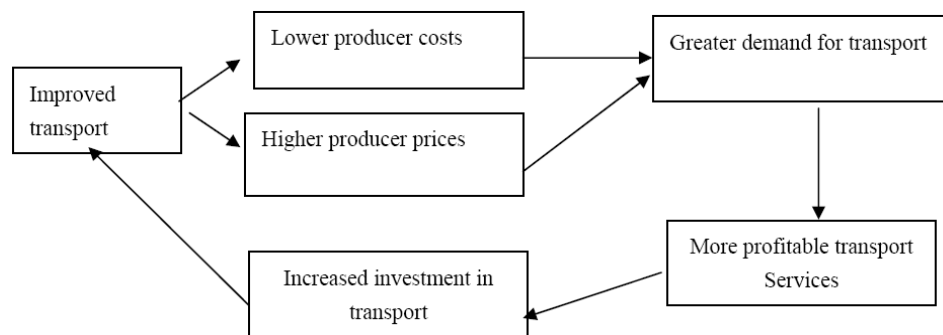 Lower producer costs
Greater demand for transport
Improved
transport
Higher producer prices
More profitable transport
Services
Increased investment in
transport